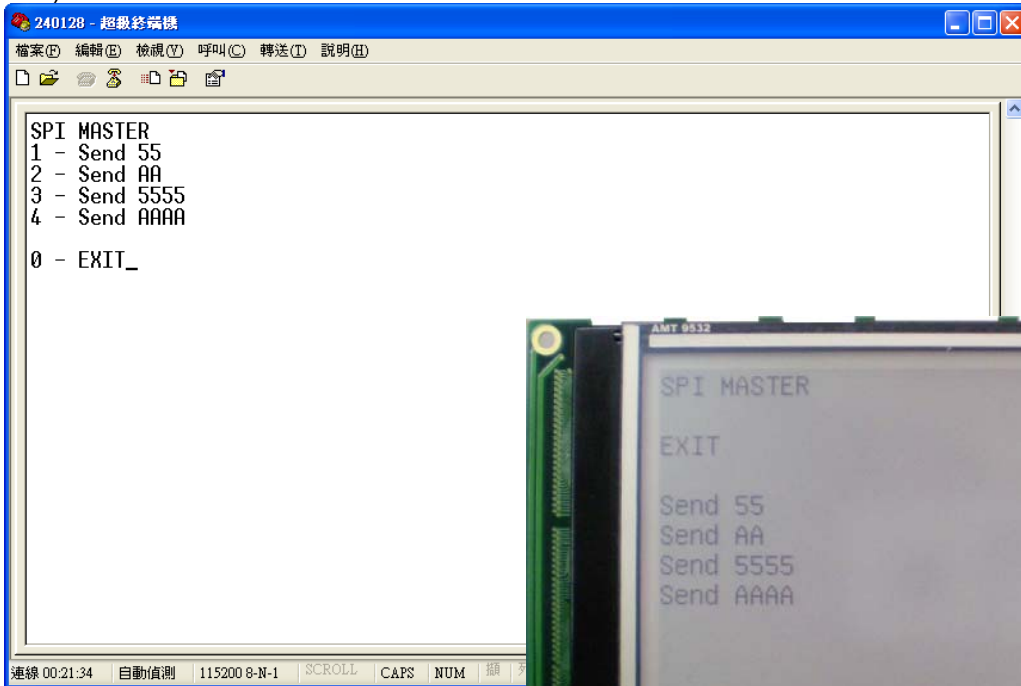 240128 - 超級終端機
檔案(F) 編輯(E) 檢視(V) 呼叫(C) 轉送(T) 說明(H)
SPI MASTER
1 - Send 55
2 - Send AA
3 - Send 5555
4 - Send AAAA
0 - EXIT_
AMT 9532
SPI MASTER
EXIT
Send 55
Send AA
Send 5555
Send AAAA
連線 00:21:34 自動偵測 115200 8-N-1 SCROLL CAPS NUM 擷